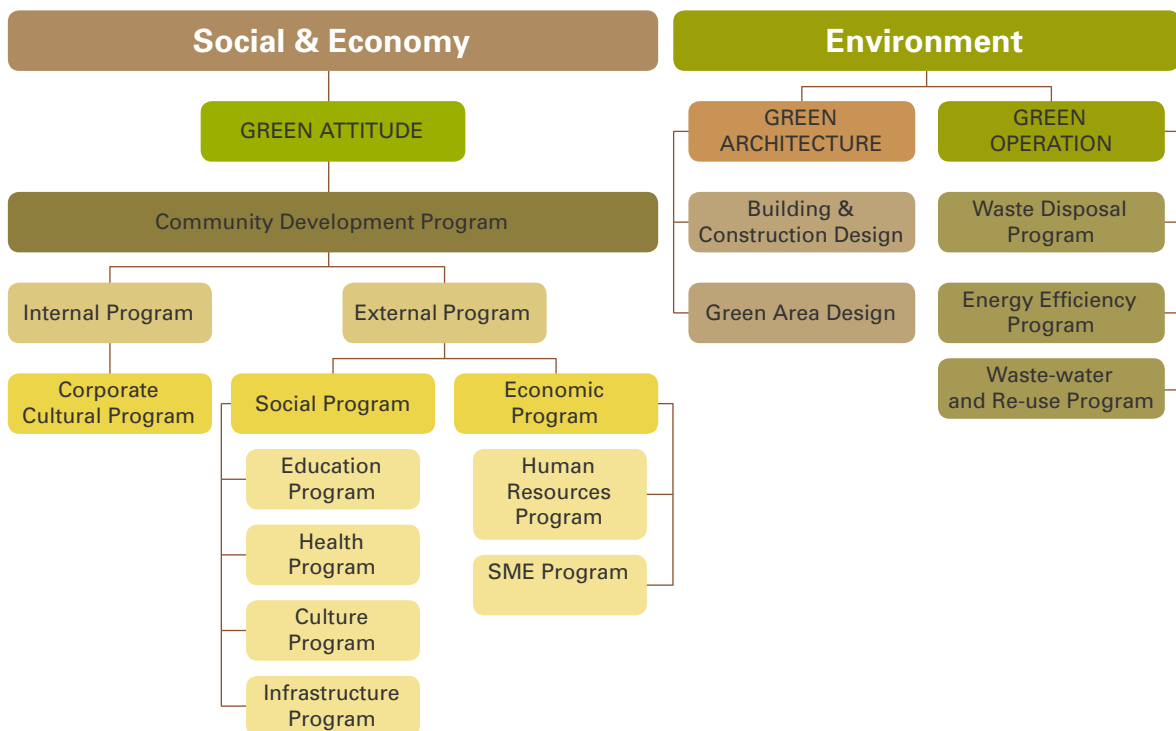 Social & Economy
GREEN ATTITUDE
Community Development Program
Internal Program
External Program
Corporate
Cultural Program
Social Program
Economic
Program
Education
Program
Health
Program
Culture
Program
Infrastructure
Program
Human
Resources
Program
SME Program
Environment
GREEN
ARCHITECTURE
Building &
Construction Design
Green Area Design
GREEN
OPERATION
Waste Disposal
Program
Energy Efficiency
Program
Waste-water
and Re-use Program